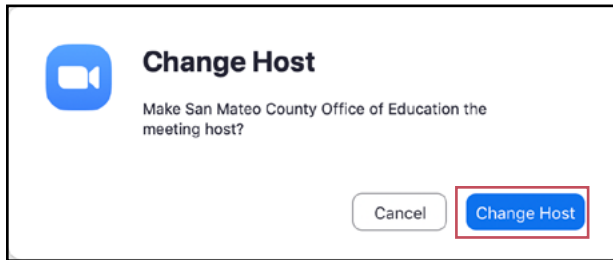 Change Host
Make San Mateo County Office of Education the
meeting host?
Cancel
Change Host